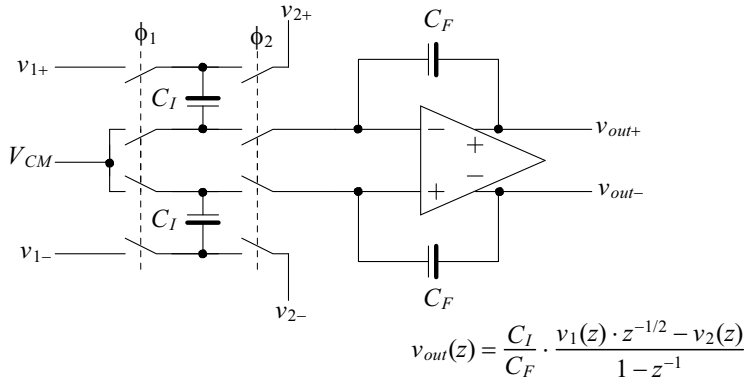 v2+
ϕ1
ϕ2
CF
v1+
CI
VCM
−
+
vout+
−
+
vout−
CI
v1−
v2−
CF
vout(z) = CI/CF · (v1(z) · z^{−1/2} − v2(z))/(1 − z^{−1})